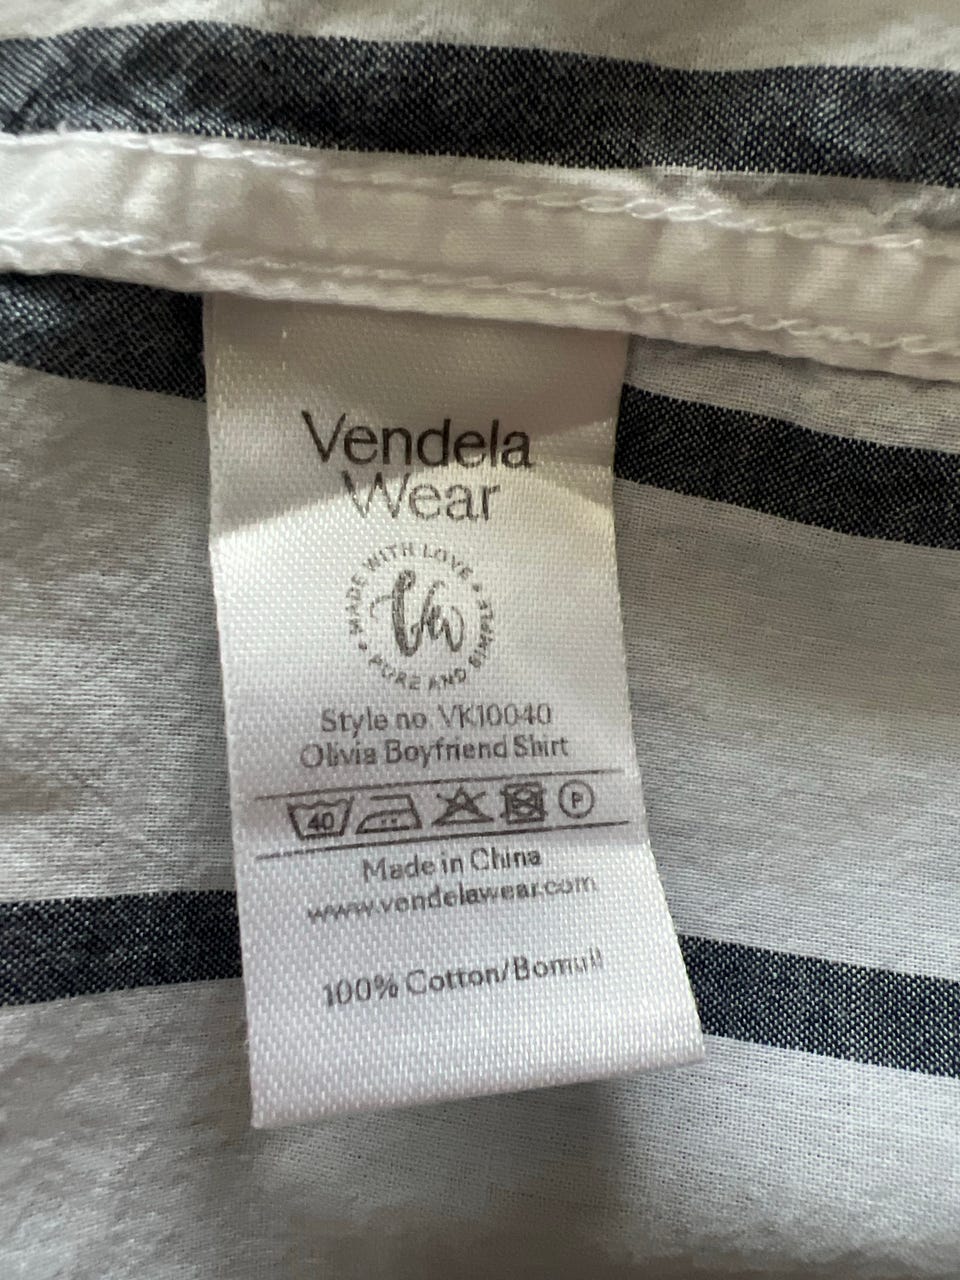 Vendela
Wear
MADE WITH LOVE • PURE AND SIMPLE •
Vw
Style no VK10040
Olivia Boyfriend Shirt
40 P
Made in China
www.vendelawear.com
100% Cotton/Bomull